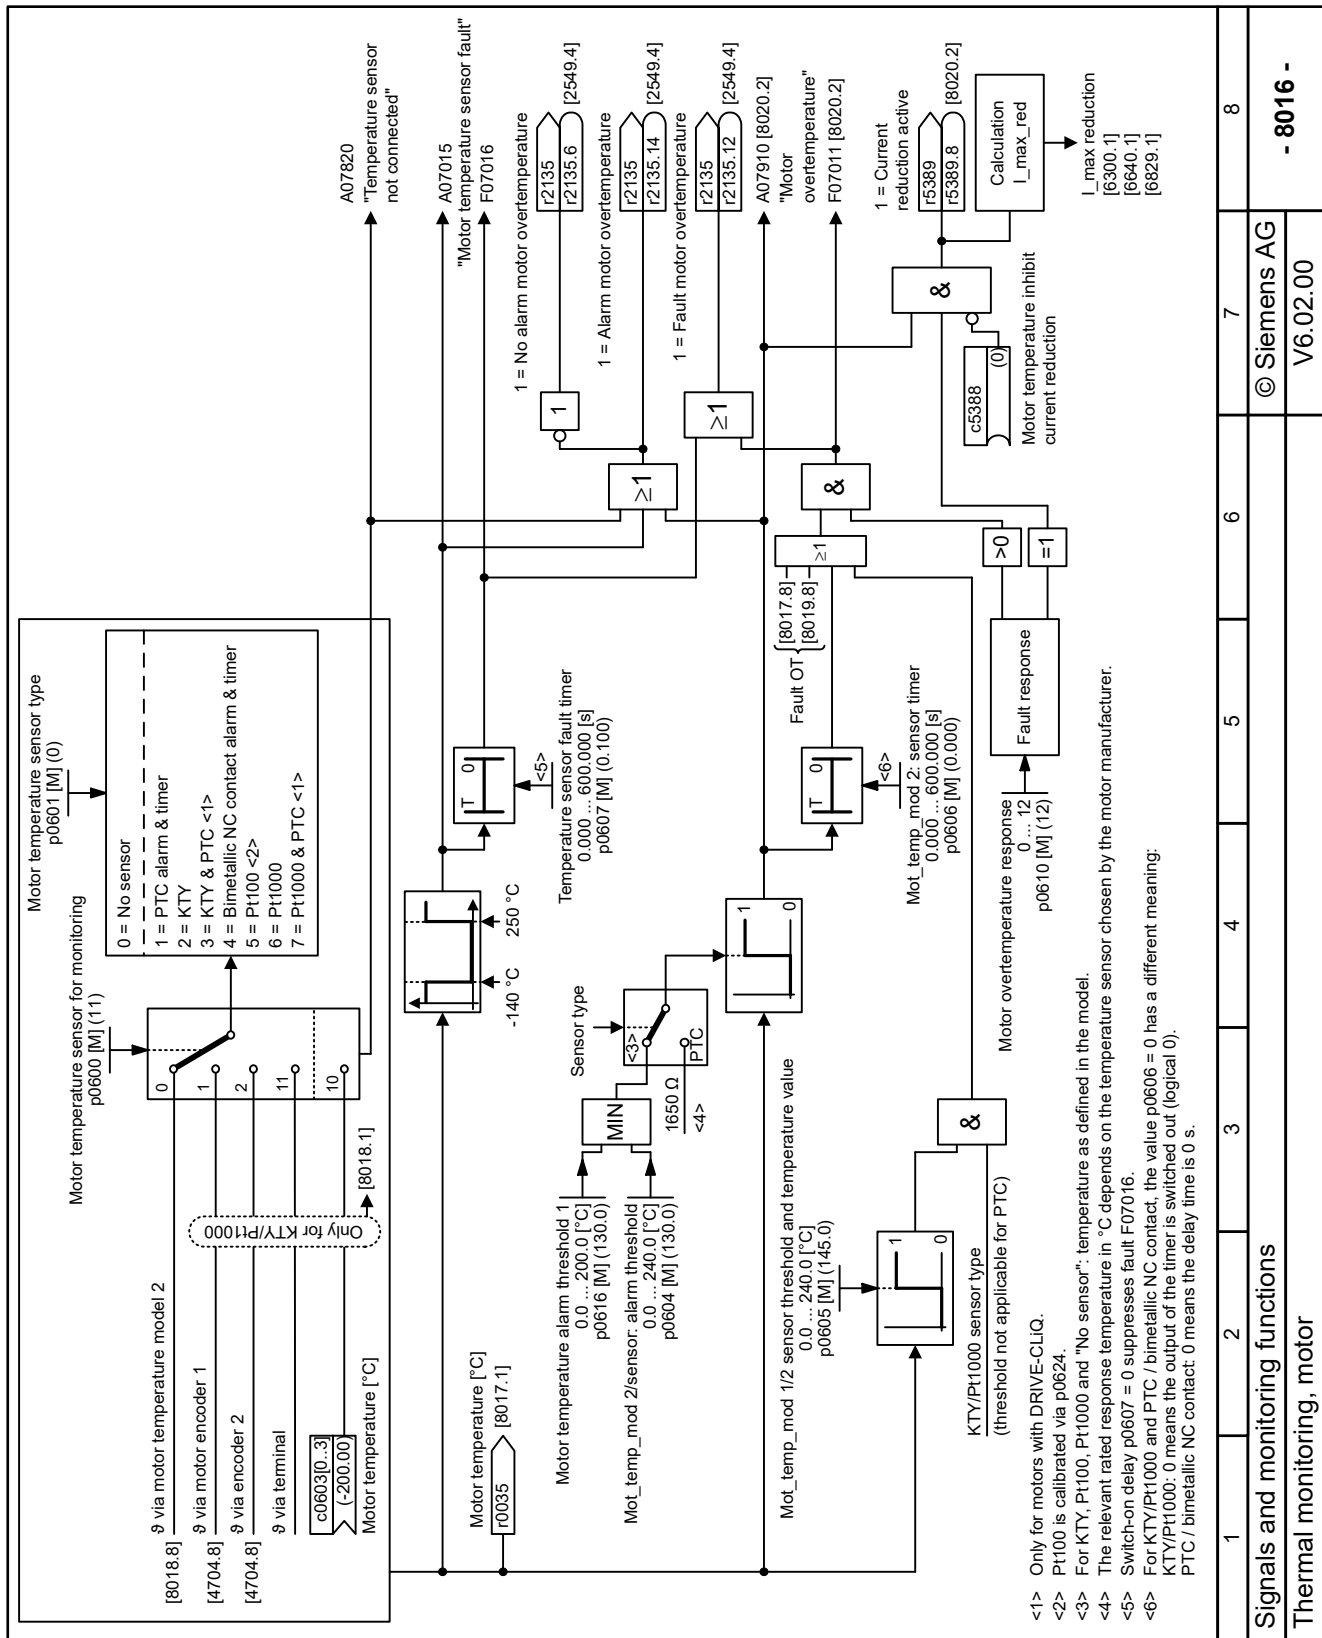 Motor temperature sensor type
p0601 [M] (0)
Motor temperature sensor for monitoring
p0600 [M] (11)
0 = No sensor
1 = PTC alarm & timer
2 = KTY
3 = KTY & PTC <1>
4 = Bimetallic NC contact alarm & timer
5 = Pt100 <2>
6 = Pt1000
7 = Pt1000 & PTC <1>
0
1
2
11
10
[8018.8]
ϑ via motor temperature model 2
[4704.8]
ϑ via motor encoder 1
[4704.8]
ϑ via encoder 2
ϑ via terminal
c0603[0..3]
(-200.00)
Motor temperature [°C]
Only for KTY/Pt1000
[8018.1]
A07820
"Temperature sensor
not connected"
A07015
"Motor temperature sensor fault"
F07016
-140 °C
250 °C
T
0
<5>
Temperature sensor fault timer
0.000 ... 600.000 [s]
p0607 [M] (0.100)
Motor temperature [°C]
r0035
[8017.1]
1 = No alarm motor overtemperature
r2135
r2135.6
[2549.4]
1 = Alarm motor overtemperature
r2135
r2135.14
[2549.4]
1 = Fault motor overtemperature
r2135
r2135.12
[2549.4]
1
≥1
≥1
Motor temperature alarm threshold 1
0.0 ... 200.0 [°C]
p0616 [M] (130.0)
Mot_temp_mod 2/sensor: alarm threshold
0.0 ... 240.0 [°C]
p0604 [M] (130.0)
MIN
Sensor type
<3>
PTC
1650 Ω
<4>
1
0
A07910 [8020.2]
"Motor
overtemperature"
F07011 [8020.2]
Fault OT
[8017.8]
[8019.8]
≥1
&
T
0
<6>
Mot_temp_mod 2: sensor timer
0.000 ... 600.000 [s]
p0606 [M] (0.000)
Mot_temp_mod 1/2 sensor threshold and temperature value
0.0 ... 240.0 [°C]
p0605 [M] (145.0)
1
0
KTY/Pt1000 sensor type
(threshold not applicable for PTC)
&
Motor overtemperature response
0 ... 12
p0610 [M] (12)
Fault response
>0
=1
c5388
(0)
Motor temperature inhibit
current reduction
&
1 = Current
reduction active
r5389
r5389.8
[8020.2]
Calculation
I_max_red
I_max reduction
[6300.1]
[6640.1]
[6829.1]
<1> Only for motors with DRIVE-CLiQ.
<2> Pt100 is calibrated via p0624.
<3> For KTY, Pt100, Pt1000 and "No sensor": temperature as defined in the model.
<4> The relevant rated response temperature in °C depends on the temperature sensor chosen by the motor manufacturer.
<5> Switch-on delay p0607 = 0 suppresses fault F07016.
<6> For KTY/Pt1000 and PTC / bimetallic NC contact, the value p0606 = 0 has a different meaning:
KTY/Pt1000: 0 means the output of the timer is switched out (logical 0).
PTC / bimetallic NC contact: 0 means the delay time is 0 s.
1 2 3 4 5 6 7 8
Signals and monitoring functions
Thermal monitoring, motor
© Siemens AG
V6.02.00
- 8016 -